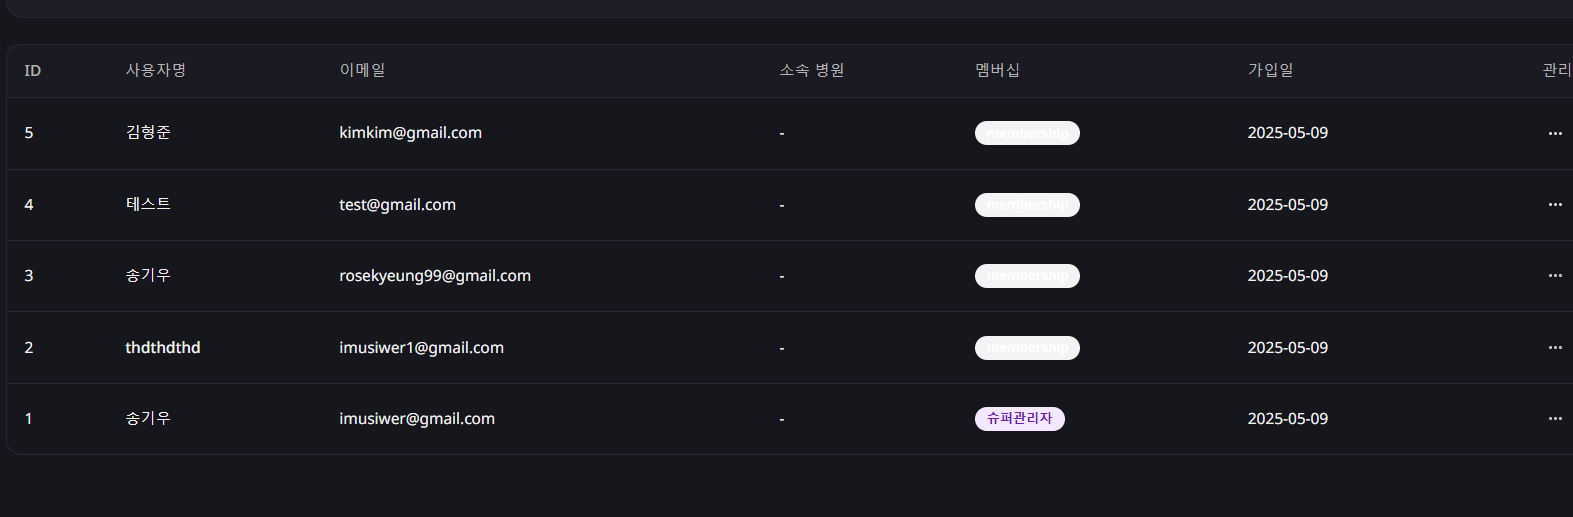 ID 사용자명 이메일 소속 병원 멤버십 가입일 관리
5 김형준 kimkim@gmail.com - membership 2025-05-09 ...
4 테스트 test@gmail.com - membership 2025-05-09 ...
3 송기우 rosekyeung99@gmail.com - membership 2025-05-09 ...
2 thdthdthd imusiwer1@gmail.com - membership 2025-05-09 ...
1 송기우 imusiwer@gmail.com - 슈퍼관리자 2025-05-09 ...